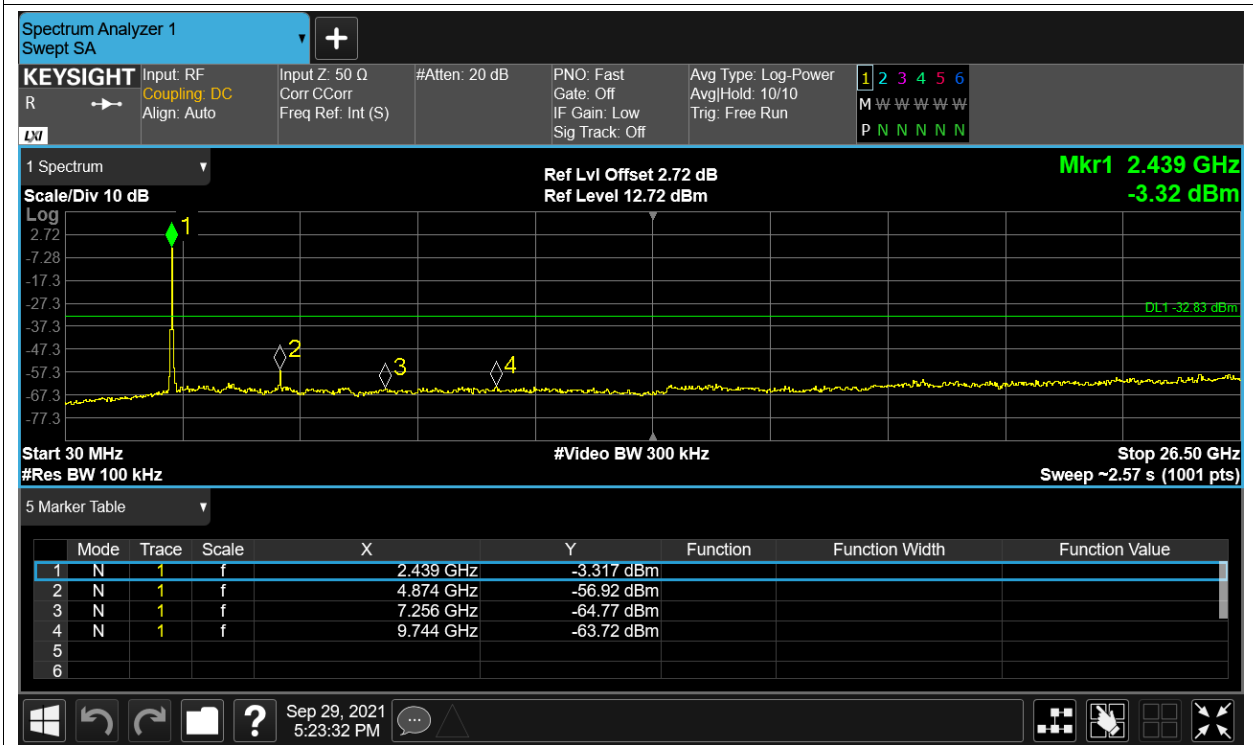 Spectrum Analyzer 1
Swept SA
KEYSIGHT
R
LXI
Input: RF
Coupling: DC
Align: Auto
Input Z: 50 Ω
Corr CCorr
Freq Ref: Int (S)
#Atten: 20 dB
PNO: Fast
Gate: Off
IF Gain: Low
Sig Track: Off
Avg Type: Log-Power
Avg|Hold: 10/10
Trig: Free Run
1 2 3 4 5 6
M W W W W W
P N N N N N
1 Spectrum
Scale/Div 10 dB
Ref Lvl Offset 2.72 dB
Ref Level 12.72 dBm
Mkr1 2.439 GHz
-3.32 dBm
Log
2.72
-7.28
-17.3
-27.3
-37.3
-47.3
-57.3
-67.3
-77.3
1
2
3
4
DL1 -32.83 dBm
Start 30 MHz
#Res BW 100 kHz
#Video BW 300 kHz
Stop 26.50 GHz
Sweep ~2.57 s (1001 pts)
5 Marker Table
Mode Trace Scale X Y Function Function Width Function Value
1 N 1 f 2.439 GHz -3.317 dBm
2 N 1 f 4.874 GHz -56.92 dBm
3 N 1 f 7.256 GHz -64.77 dBm
4 N 1 f 9.744 GHz -63.72 dBm
5
6
?
Sep 29, 2021
5:23:32 PM